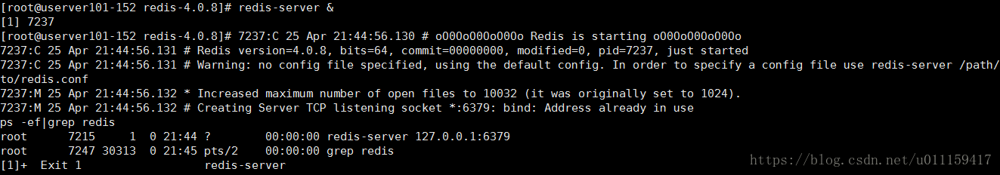 [root@userver101-152 redis-4.0.8]# redis-server &
[1] 7237
[root@userver101-152 redis-4.0.8]# 7237:C 25 Apr 21:44:56.130 # oO0OoO0OoO0Oo Redis is starting oO0OoO0OoO0Oo
7237:C 25 Apr 21:44:56.131 # Redis version=4.0.8, bits=64, commit=00000000, modified=0, pid=7237, just started
7237:C 25 Apr 21:44:56.131 # Warning: no config file specified, using the default config. In order to specify a config file use redis-server /path/
to/redis.conf
7237:M 25 Apr 21:44:56.132 * Increased maximum number of open files to 10032 (it was originally set to 1024).
7237:M 25 Apr 21:44:56.132 # Creating Server TCP listening socket *:6379: bind: Address already in use
ps -ef|grep redis
root      7215     1  0 21:44 ?        00:00:00 redis-server 127.0.0.1:6379
root      7247 30313  0 21:45 pts/2    00:00:00 grep redis
[1]+  Exit 1                  redis-server
https://blog.csdn.net/u011159417